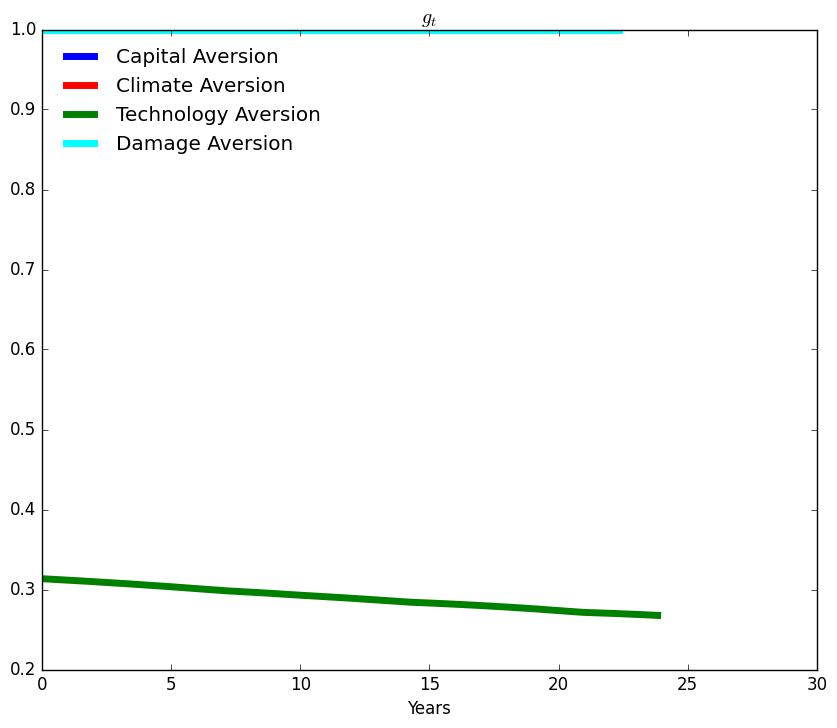 g_t
1.0
Capital Aversion
Climate Aversion
Technology Aversion
Damage Aversion
0.9
0.8
0.7
0.6
0.5
0.4
0.3
0.2
0 5 10 15 20 25 30
Years